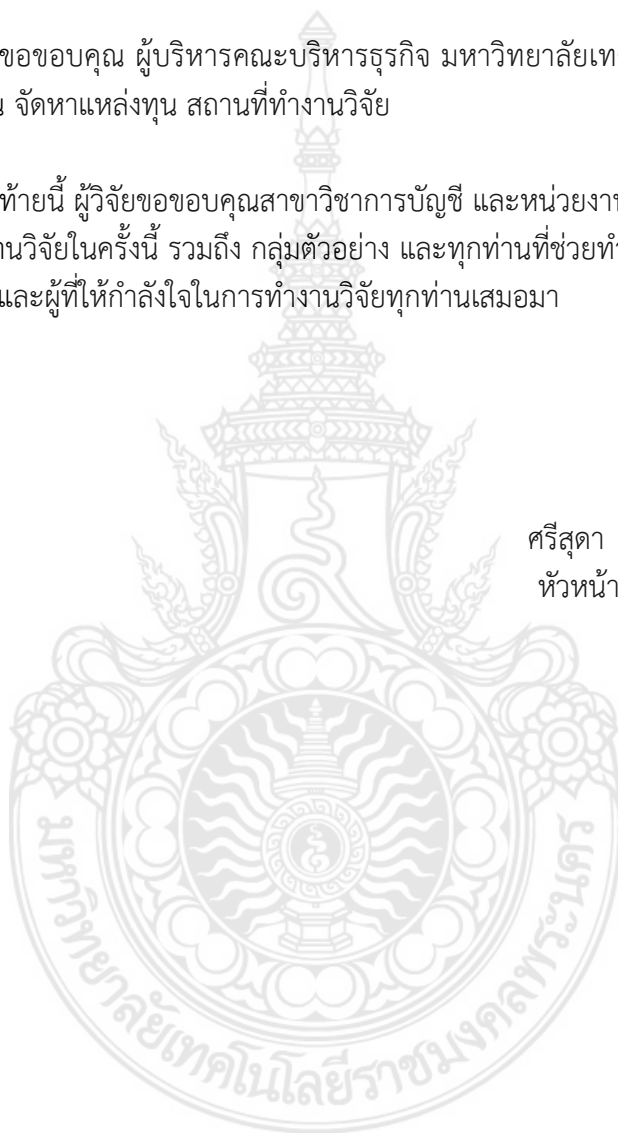 ขอขอบคุณ ผู้บริหารคณะบริหารธุรกิจ มหาวิทยาลัยเท
น จัดหาแหล่งทุน สถานที่ทำงานวิจัย
ท้ายนี้ ผู้วิจัยขอขอบคุณสาขาวิชาการบัญชี และหน่วยงาน
านวิจัยในครั้งนี้ รวมถึง กลุ่มตัวอย่าง และทุกท่านที่ช่วยทำ
และผู้ที่ให้กำลังใจในการทำงานวิจัยทุกท่านเสมอมา
ศรีสุดา
หัวหน้า
มหาวิทยาลัยเทคโนโลยีราชมงคลพระนคร